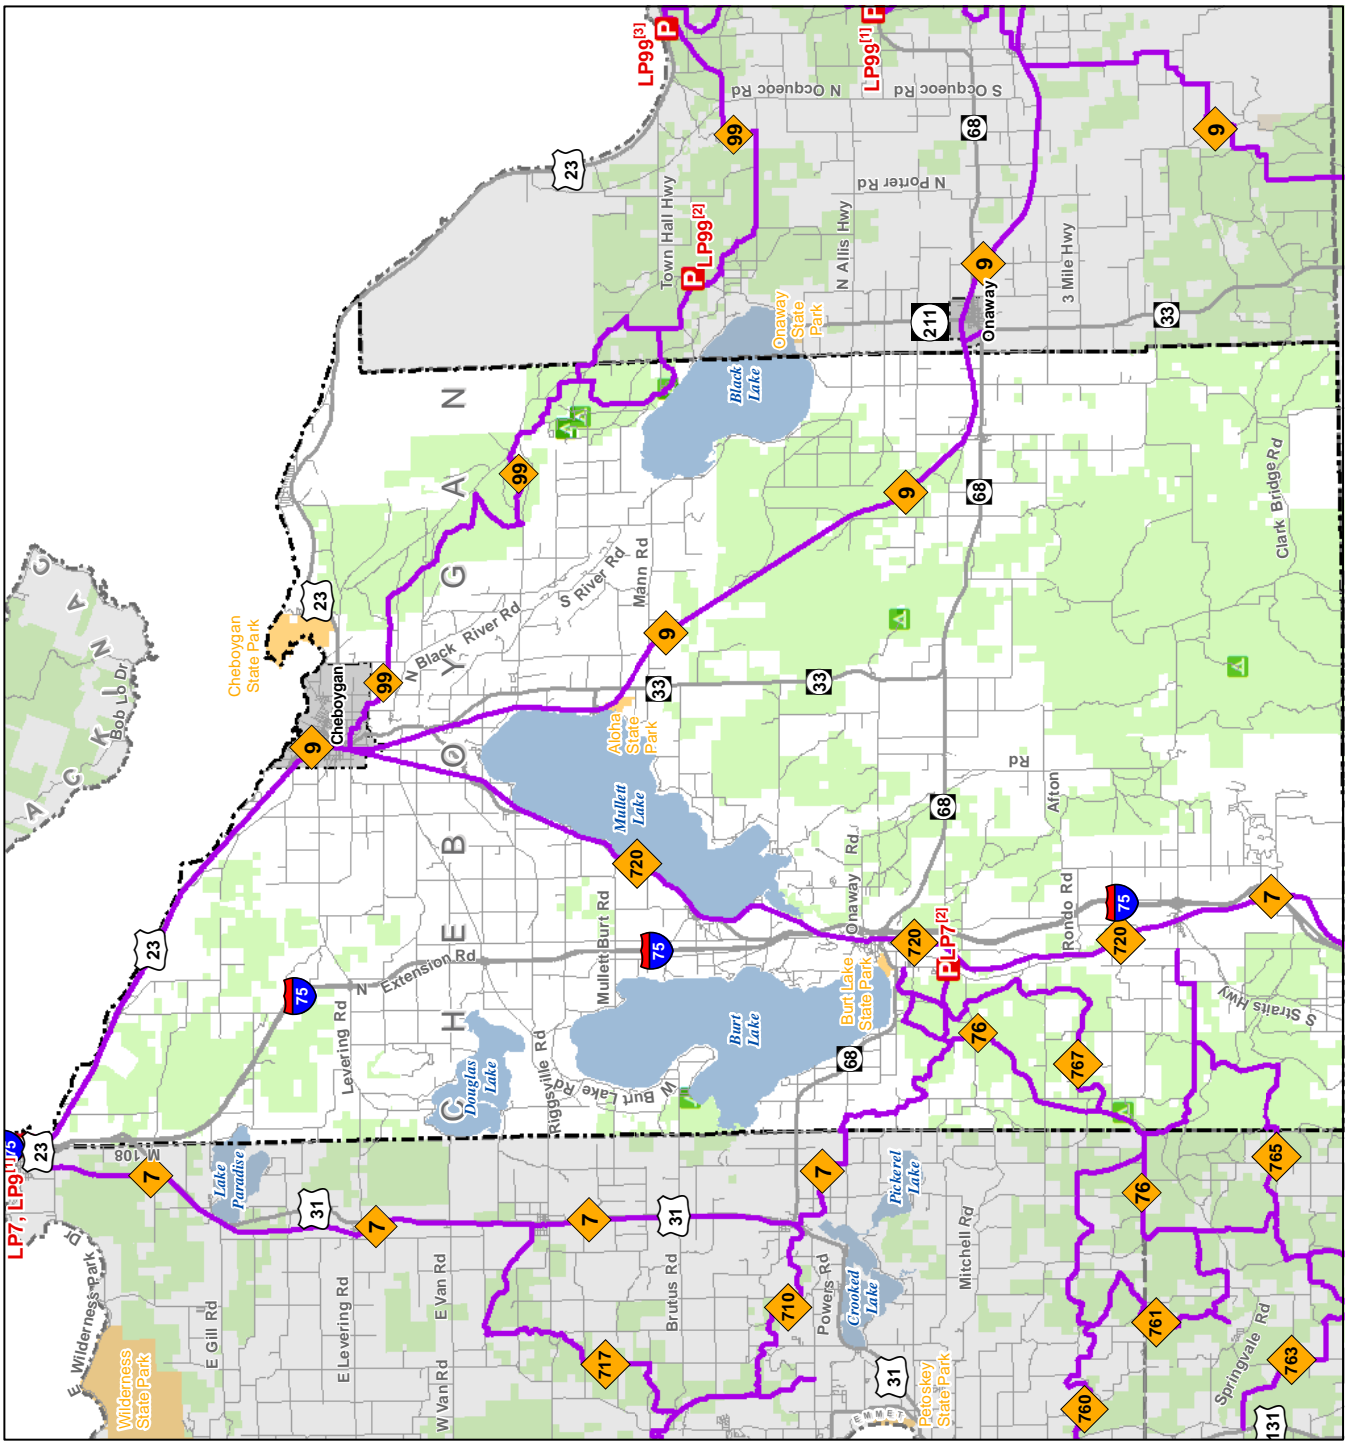 LP99[3]
LP99[1]
N Ocqueoc Rd
S Ocqueoc Rd
68
99
9
23
N Porter Rd
Town Hall Hwy
LP99[2]
N Allis Hwy
3 Mile Hwy
9
P
P
P
Onaway
State
Park
211
Onaway
33
Black
Lake
99
9
68
Clark Bridge Rd
MACKINAC
Bob Lo Dr
Cheboygan
State Park
23
Cheboygan
99
N Black River Rd
S River Rd
Mann Rd
9
33
33
9
Aloha
State
Park
CHEBOYGAN
Mullett
Lake
720
Afton
Rd
68
Onaway Rd
23
75
N Extension Rd
Mullett Burt Rd
75
720
P
LP7[2]
Rondo Rd
720
75
7
Burt Lake
State Park
Burt
Lake
Levering Rd
Douglas
Lake
Riggsville Rd
W Burt Lake Rd
68
76
767
S Straits Hwy
LP7, LP9[1]
75
23
M 108
7
Lake
Paradise
31
7
7
31
7
Pickerel
Lake
76
765
E Wilderness Park Dr
E Gill Rd
E Levering Rd
E Van Rd
Brutus Rd
710
Powers Rd
Crooked
Lake
Mitchell Rd
761
Springvale Rd
763
Wilderness
State Park
W Van Rd
717
31
EMMET
Petoskey
State Park
760
131